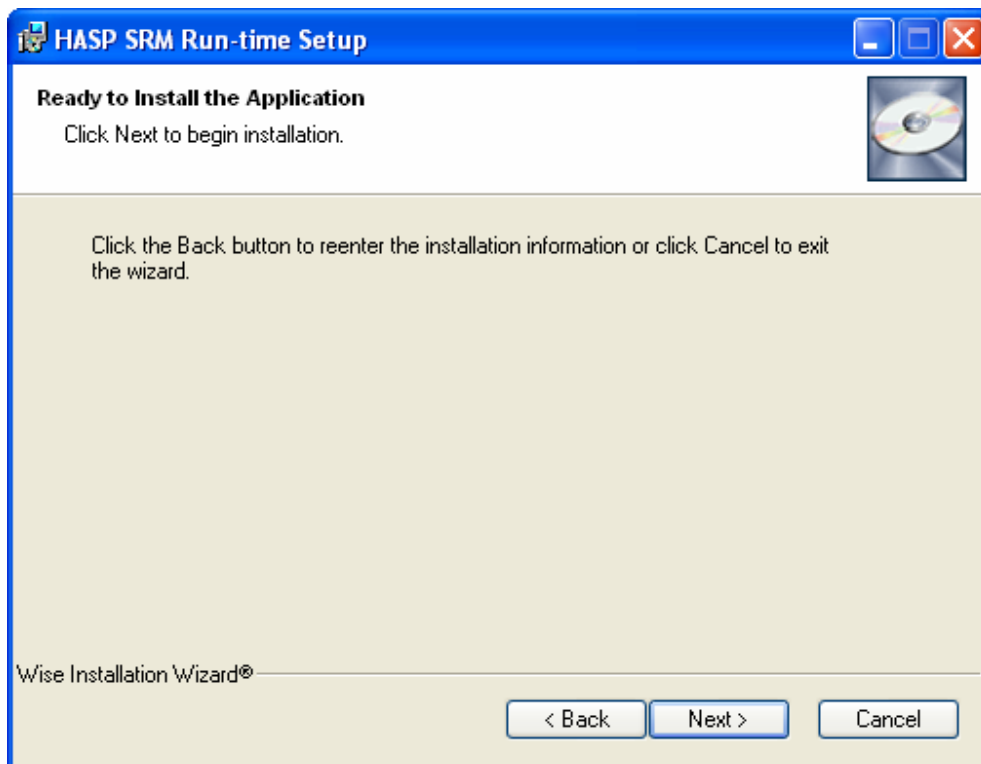 HASP SRM Run-time Setup
Ready to Install the Application
Click Next to begin installation.
Click the Back button to reenter the installation information or click Cancel to exit
the wizard.
Wise Installation Wizard®
< Back
Next >
Cancel